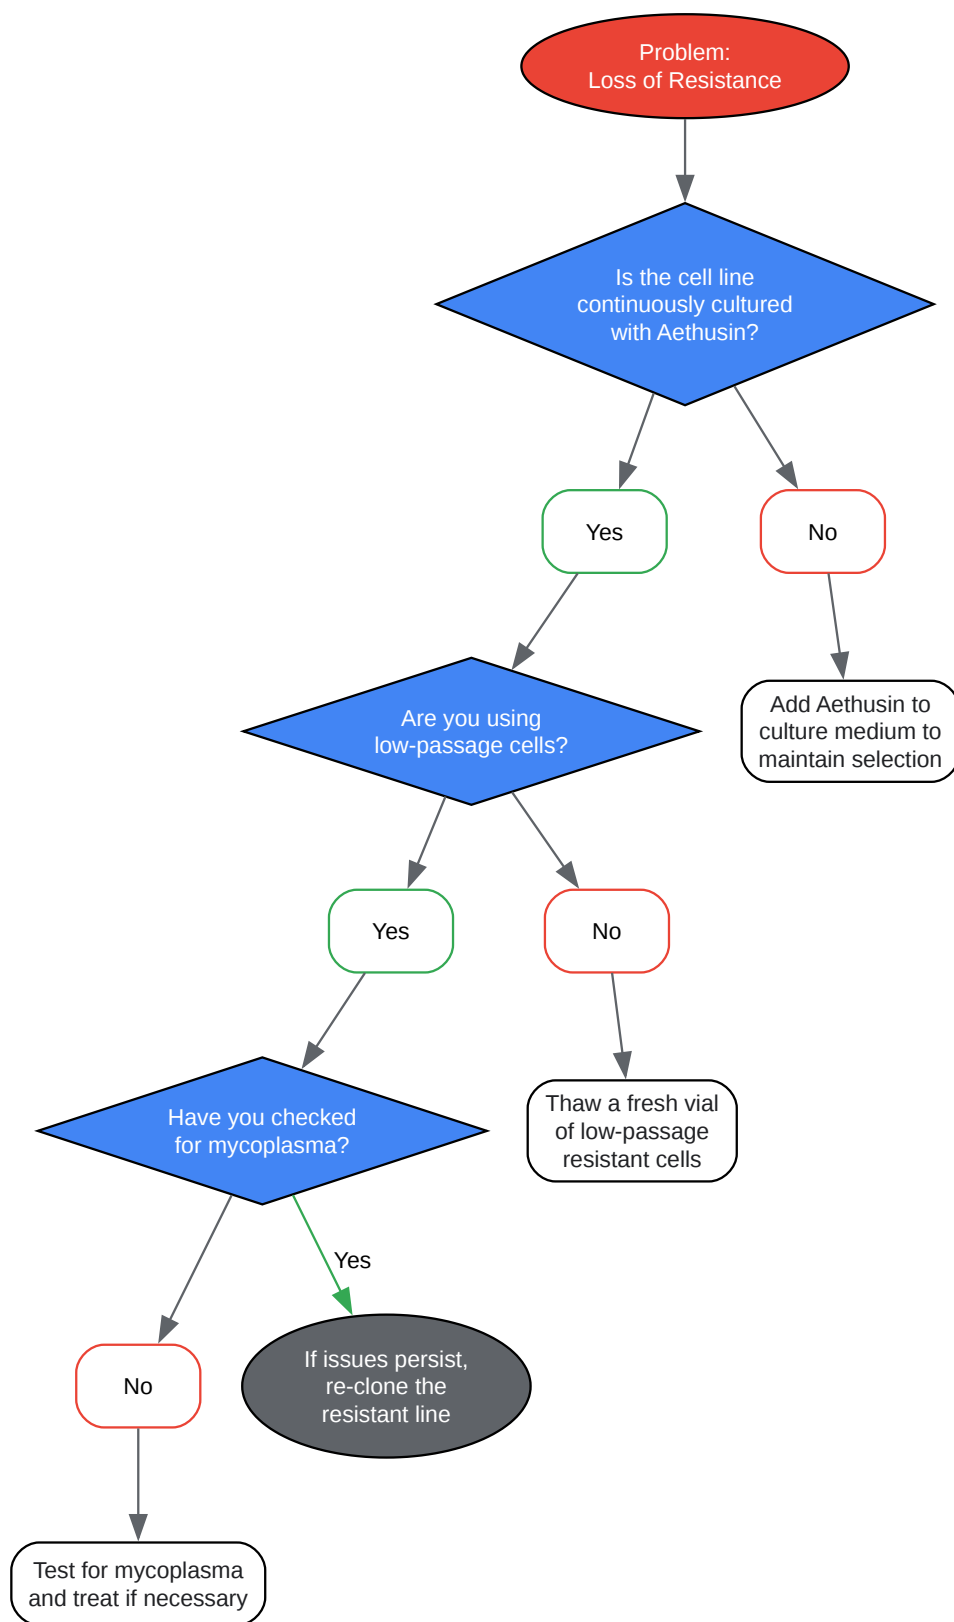 Problem:
Loss of Resistance
Is the cell line
continuously cultured
with Aethusin?
Yes
No
Add Aethusin to
culture medium to
maintain selection
Are you using
low-passage cells?
Yes
No
Thaw a fresh vial
of low-passage
resistant cells
Have you checked
for mycoplasma?
Yes
If issues persist,
re-clone the
resistant line
No
Test for mycoplasma
and treat if necessary